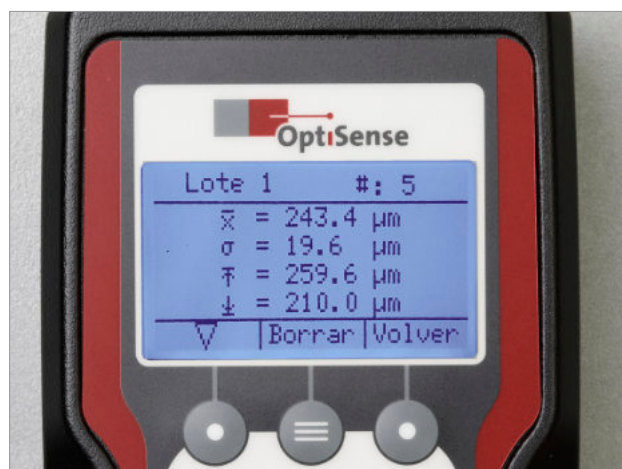 OptiSense
Lote 1 #: 5
x̄ = 243.4 µm
σ = 19.6 µm
↑ = 259.6 µm
↓ = 210.0 µm
▽ |Borrar|Volver